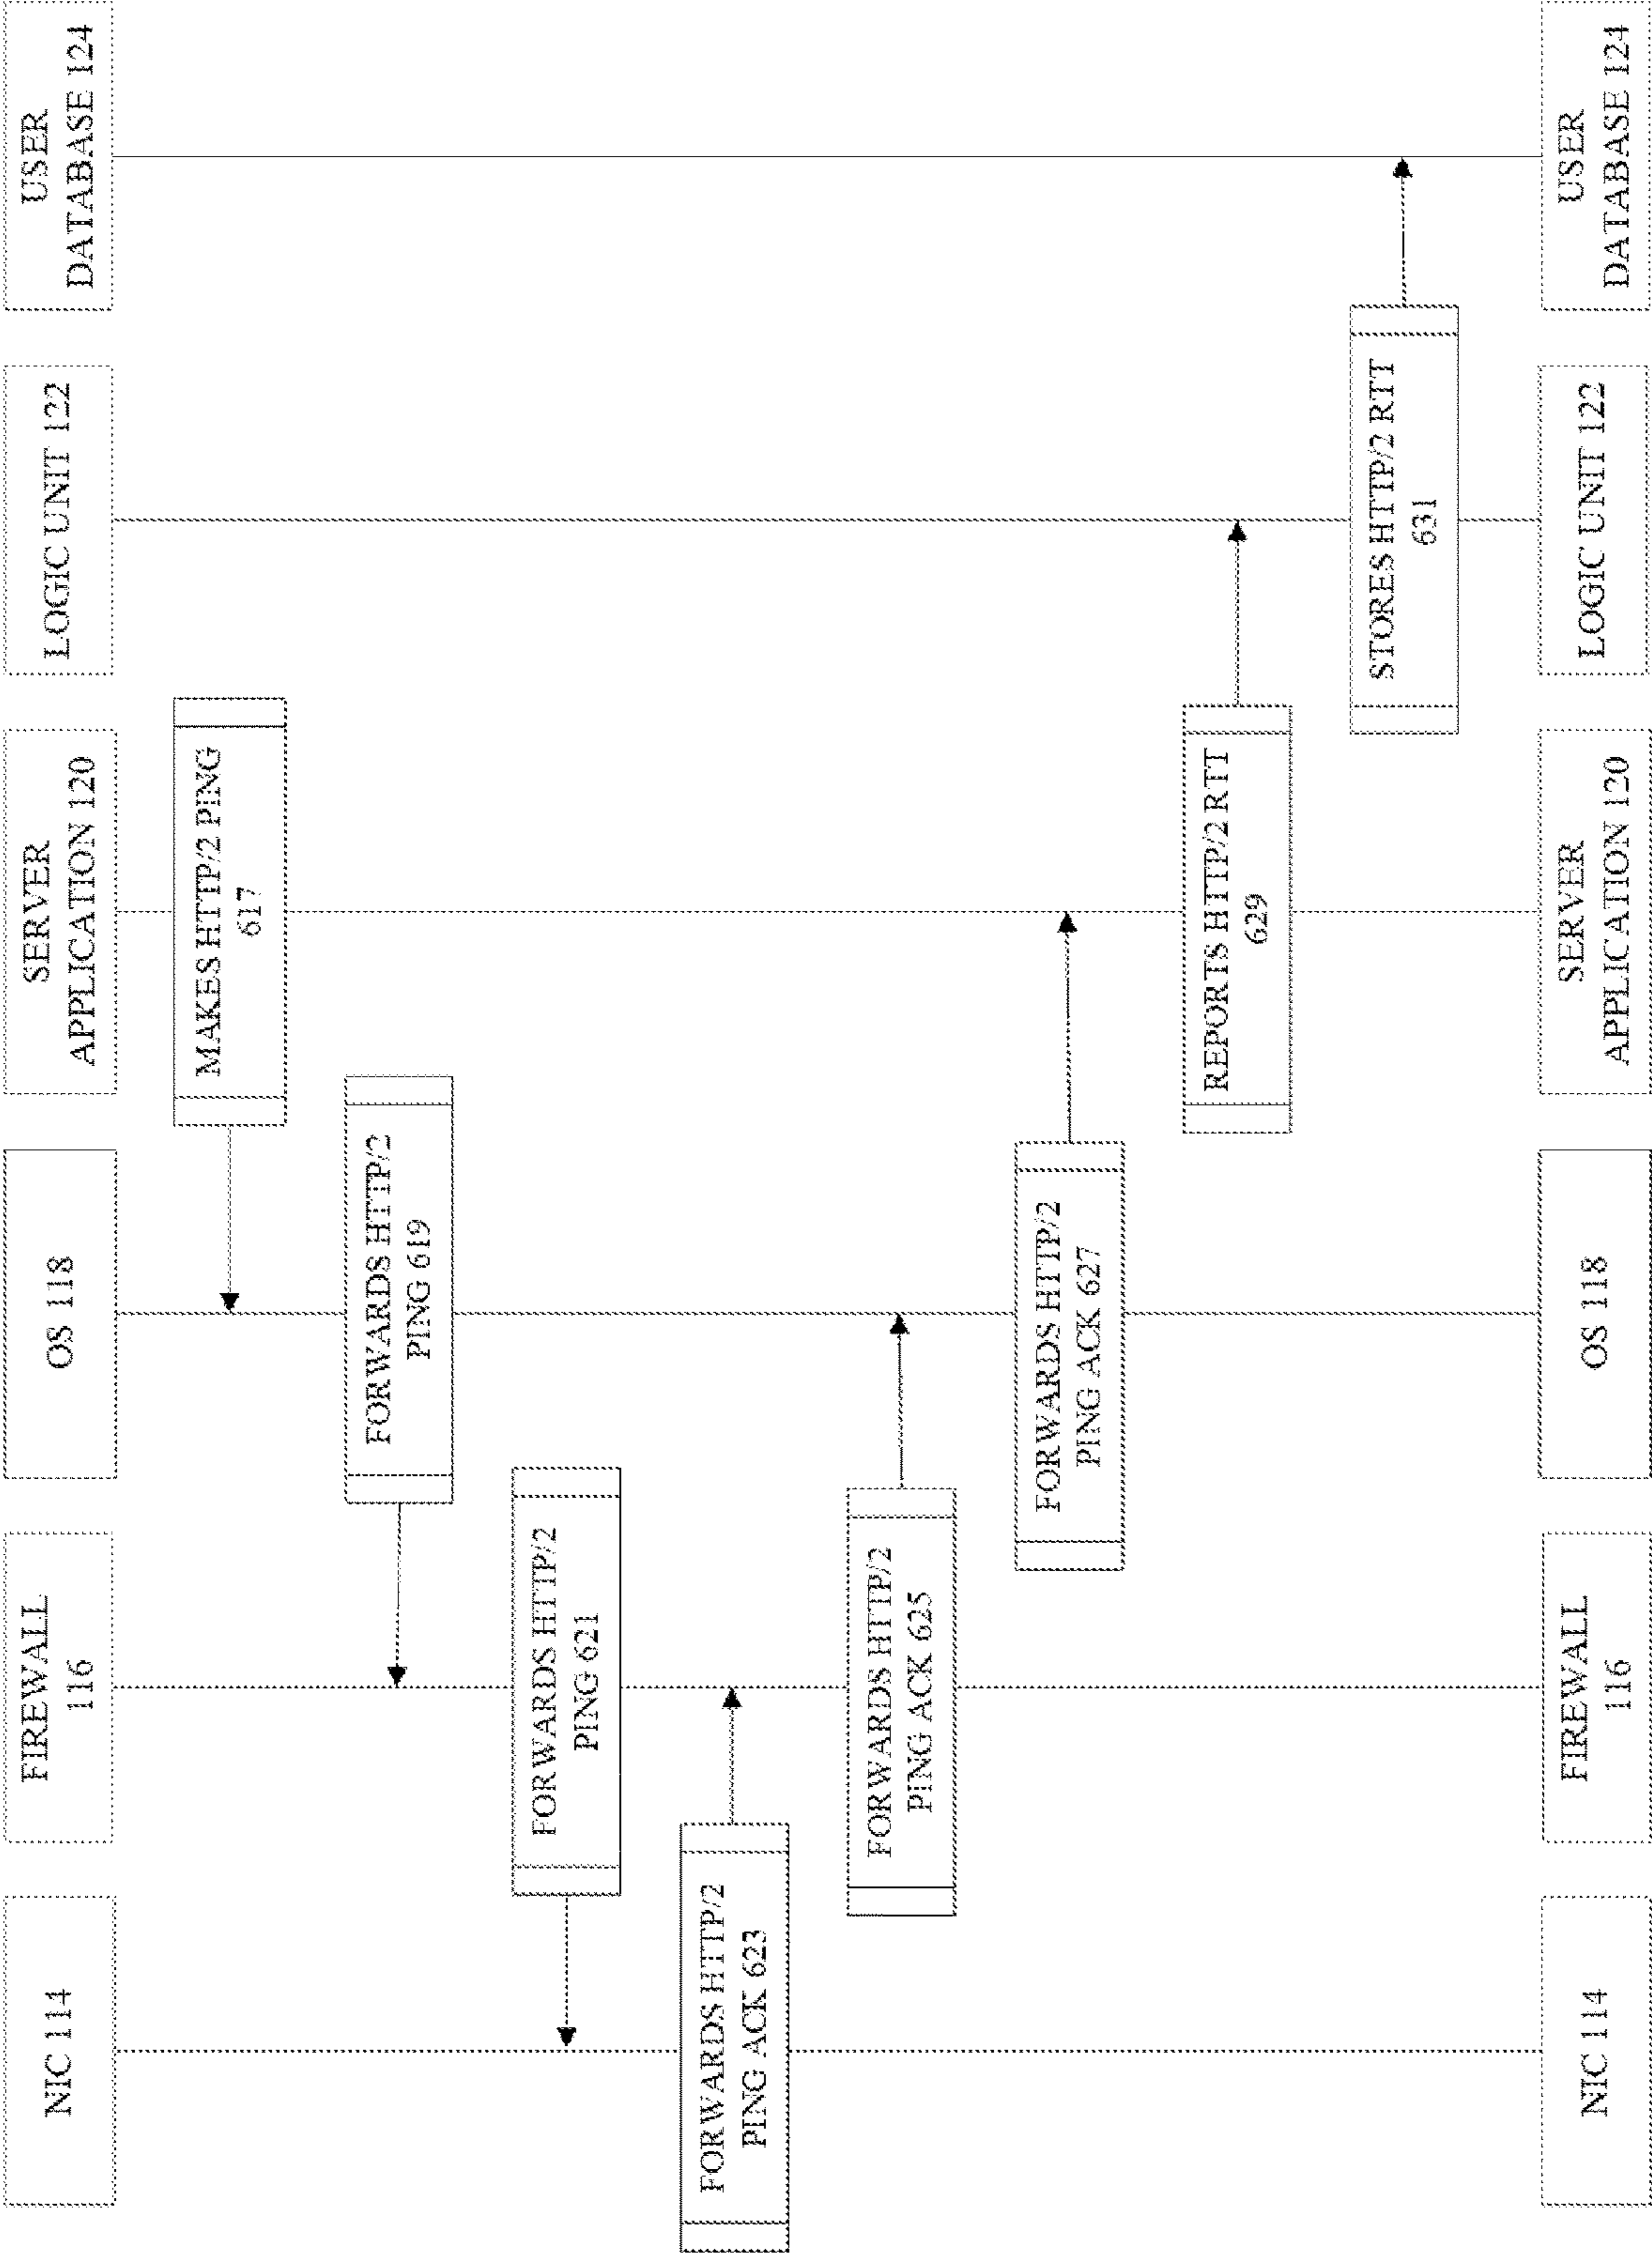 NIC 114
FIREWALL
116
OS 118
SERVER
APPLICATION 120
LOGIC UNIT 122
USER
DATABASE 124
MAKES HTTP/2 PING
617
FORWARDS HTTP/2
PING 619
FORWARDS HTTP/2
PING 621
FORWARDS HTTP/2
PING ACK 623
FORWARDS HTTP/2
PING ACK 625
FORWARDS HTTP/2
PING ACK 627
REPORTS HTTP/2 RTT
629
STORES HTTP/2 RTT
631
NIC 114
FIREWALL
116
OS 118
SERVER
APPLICATION 120
LOGIC UNIT 122
USER
DATABASE 124